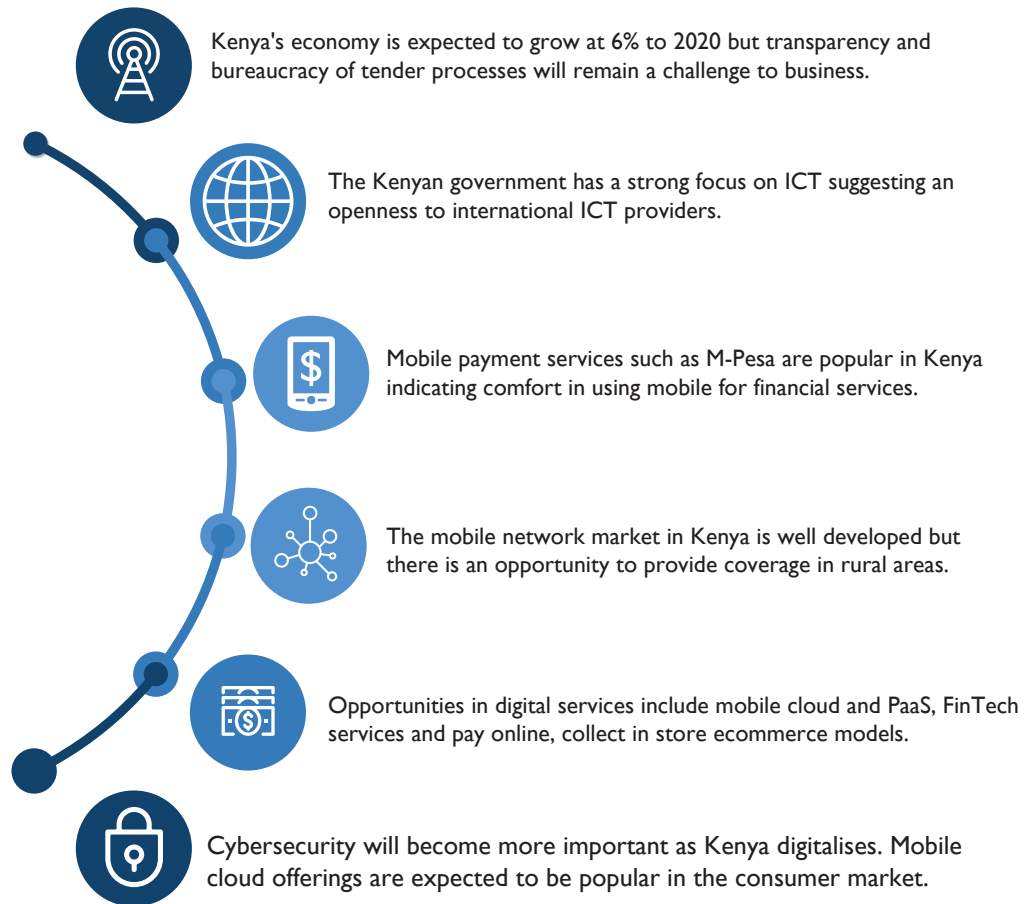 Kenya's economy is expected to grow at 6% to 2020 but transparency and
bureaucracy of tender processes will remain a challenge to business.
The Kenyan government has a strong focus on ICT suggesting an
openness to international ICT providers.
$
Mobile payment services such as M-Pesa are popular in Kenya
indicating comfort in using mobile for financial services.
The mobile network market in Kenya is well developed but
there is an opportunity to provide coverage in rural areas.
$
Opportunities in digital services include mobile cloud and PaaS, FinTech
services and pay online, collect in store ecommerce models.
Cybersecurity will become more important as Kenya digitalises. Mobile
cloud offerings are expected to be popular in the consumer market.